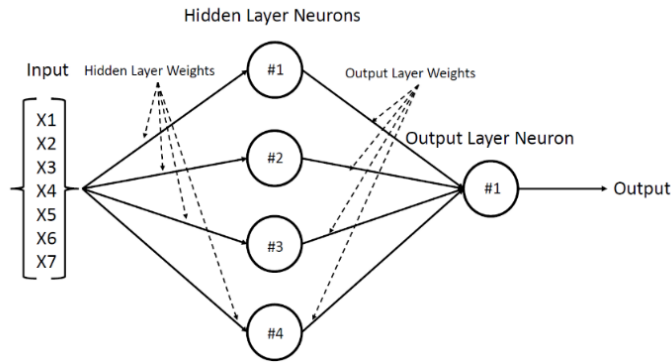 Hidden Layer Neurons
Input
Hidden Layer Weights
#1
Output Layer Weights
X1
X2
X3
X4
X5
X6
X7
#2
#3
#4
Output Layer Neuron
#1
Output